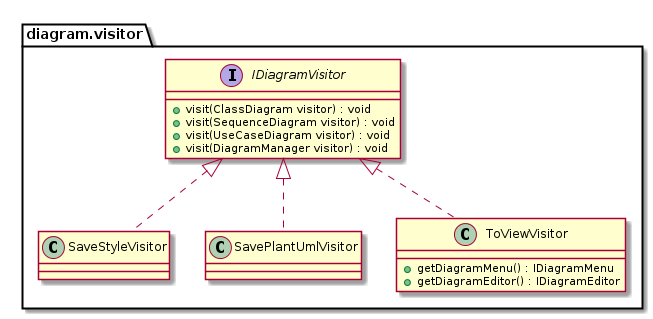 diagram.visitor
I IDiagramVisitor
visit(ClassDiagram visitor) : void
visit(SequenceDiagram visitor) : void
visit(UseCaseDiagram visitor) : void
visit(DiagramManager visitor) : void
C SaveStyleVisitor
C SavePlantUmlVisitor
C ToViewVisitor
getDiagramMenu() : IDiagramMenu
getDiagramEditor() : IDiagramEditor